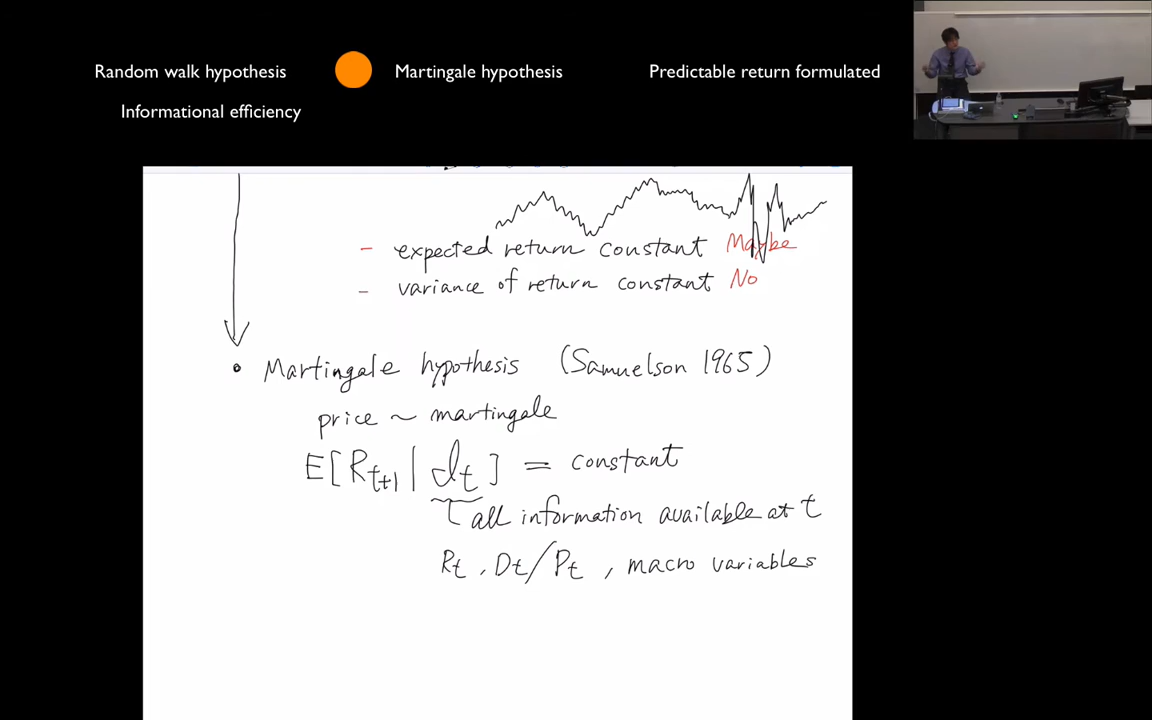 Random walk hypothesis
Martingale hypothesis
Predictable return formulated
Informational efficiency
- expected return constant Maybe
- variance of return constant No
• Martingale hypothesis (Samuelson 1965)
price ~ martingale
E[Rt+1 | It] = constant
all information available at t
Rt, Dt/Pt, macro variables